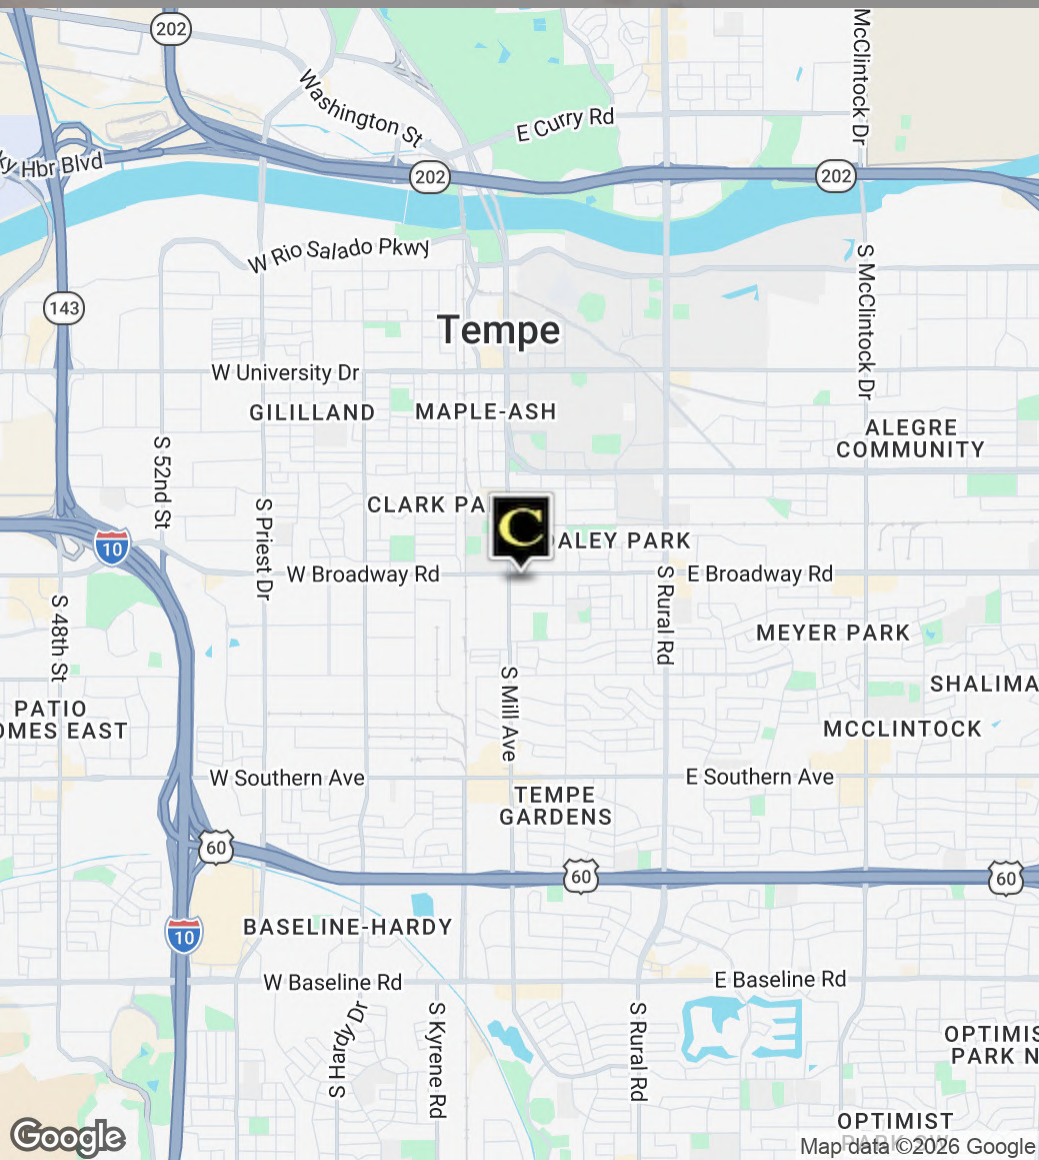 202
McClintock Dr
Washington St
E Curry Rd
Hbr Blvd
202
202
W Rio Salado Pkwy
S McClintock Dr
143
Tempe
W University Dr
GILILLAND
MAPLE-ASH
ALEGRE
COMMUNITY
S 52nd St
CLARK PA
C
S Priest Dr
ALEY PARK
10
W Broadway Rd
E Broadway Rd
S Rural Rd
S 48th St
MEYER PARK
SHALIMA
PATIO
OMES EAST
S Mill Ave
MCCLINTOCK
W Southern Ave
E Southern Ave
TEMPE
GARDENS
60
60
60
BASELINE-HARDY
10
W Baseline Rd
E Baseline Rd
S Hardy Dr
S Kyrene Rd
S Rural Rd
OPTIMIS
PARK N
OPTIMIST
Google
Map data ©2026 Google